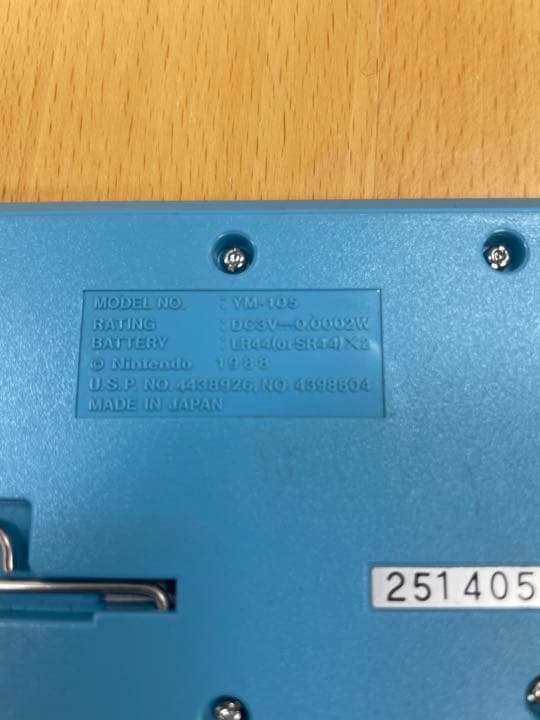 MODEL NO. : YM-105
RATING : DC3V⎓0.0002W
BATTERY : LR44(or SR44)×2
© Nintendo 1988
U.S.P. NO. 4438926, NO. 4398804
MADE IN JAPAN
251405